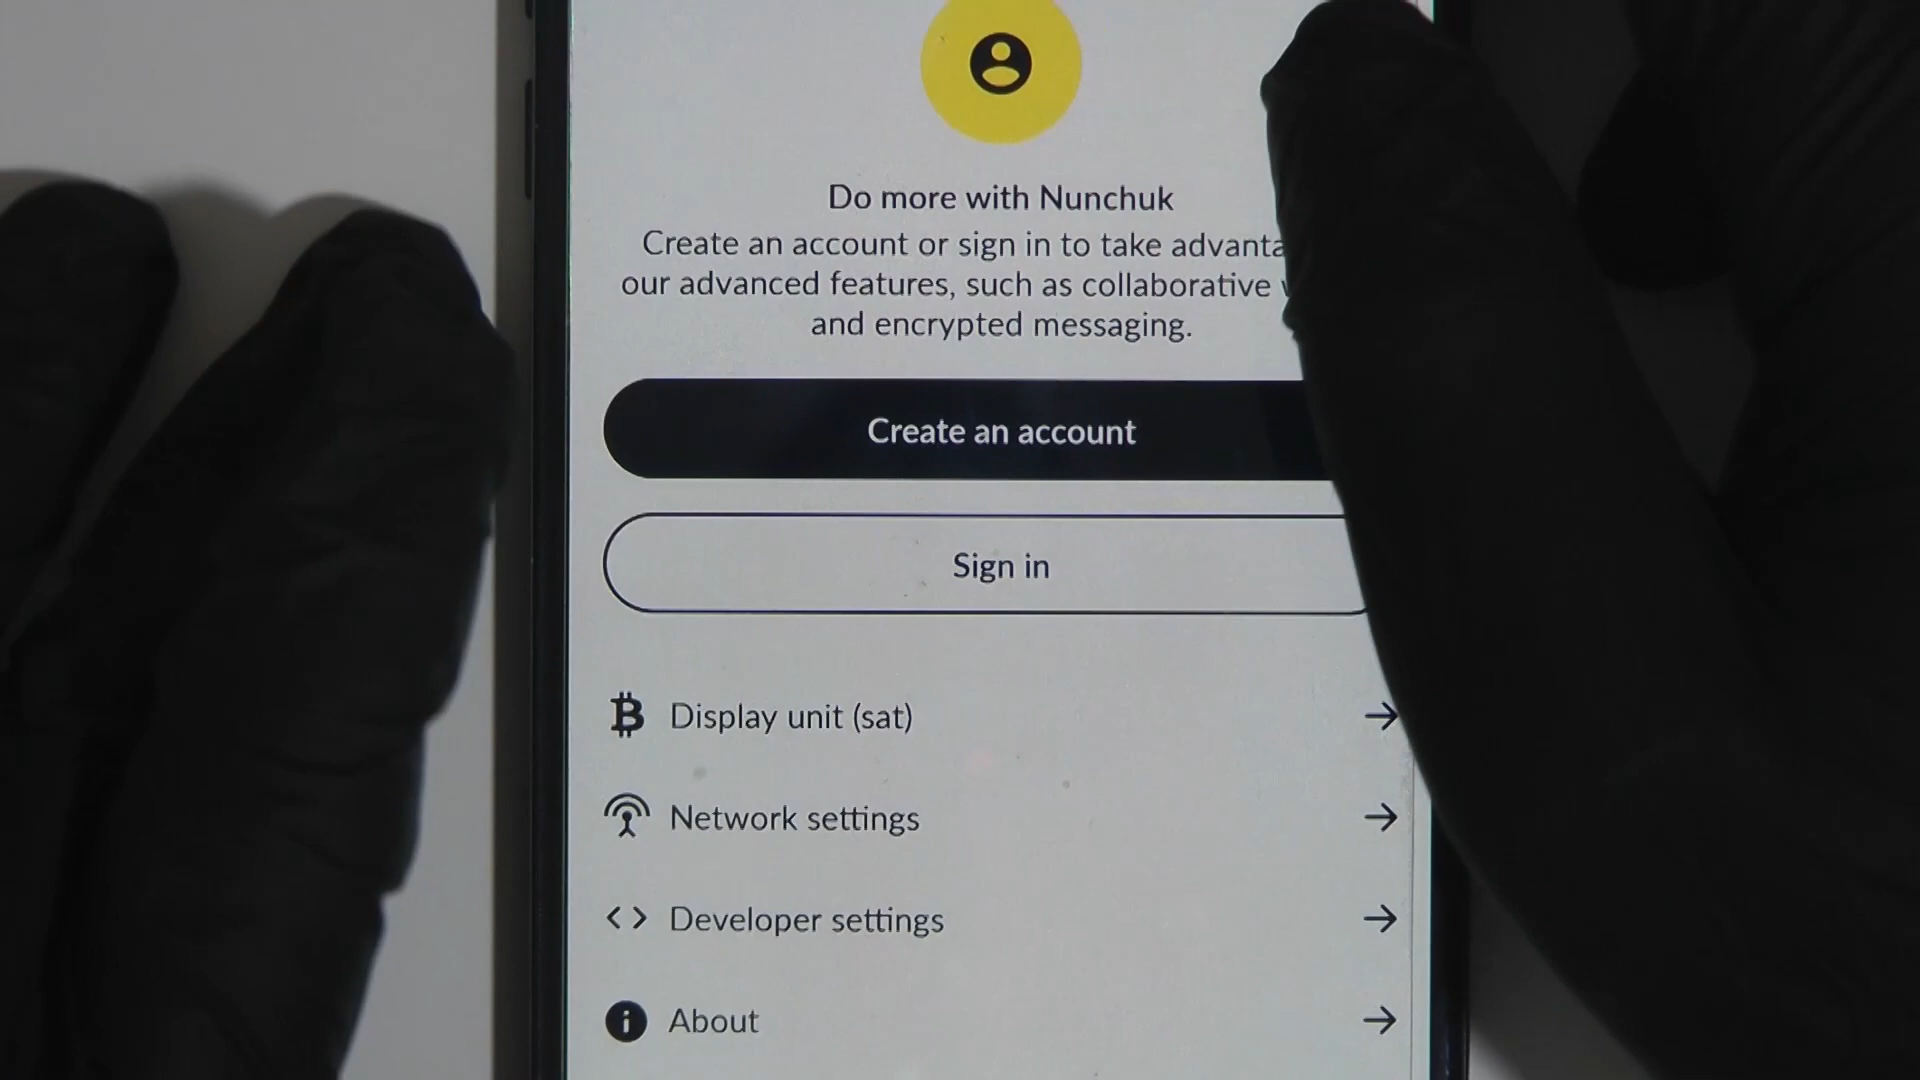 Do more with Nunchuk
Create an account or sign in to take
our advanced features, such as collaborative
and encrypted messaging.
Create an account
Sign in
Display unit (sat)
Network settings
Developer settings
About